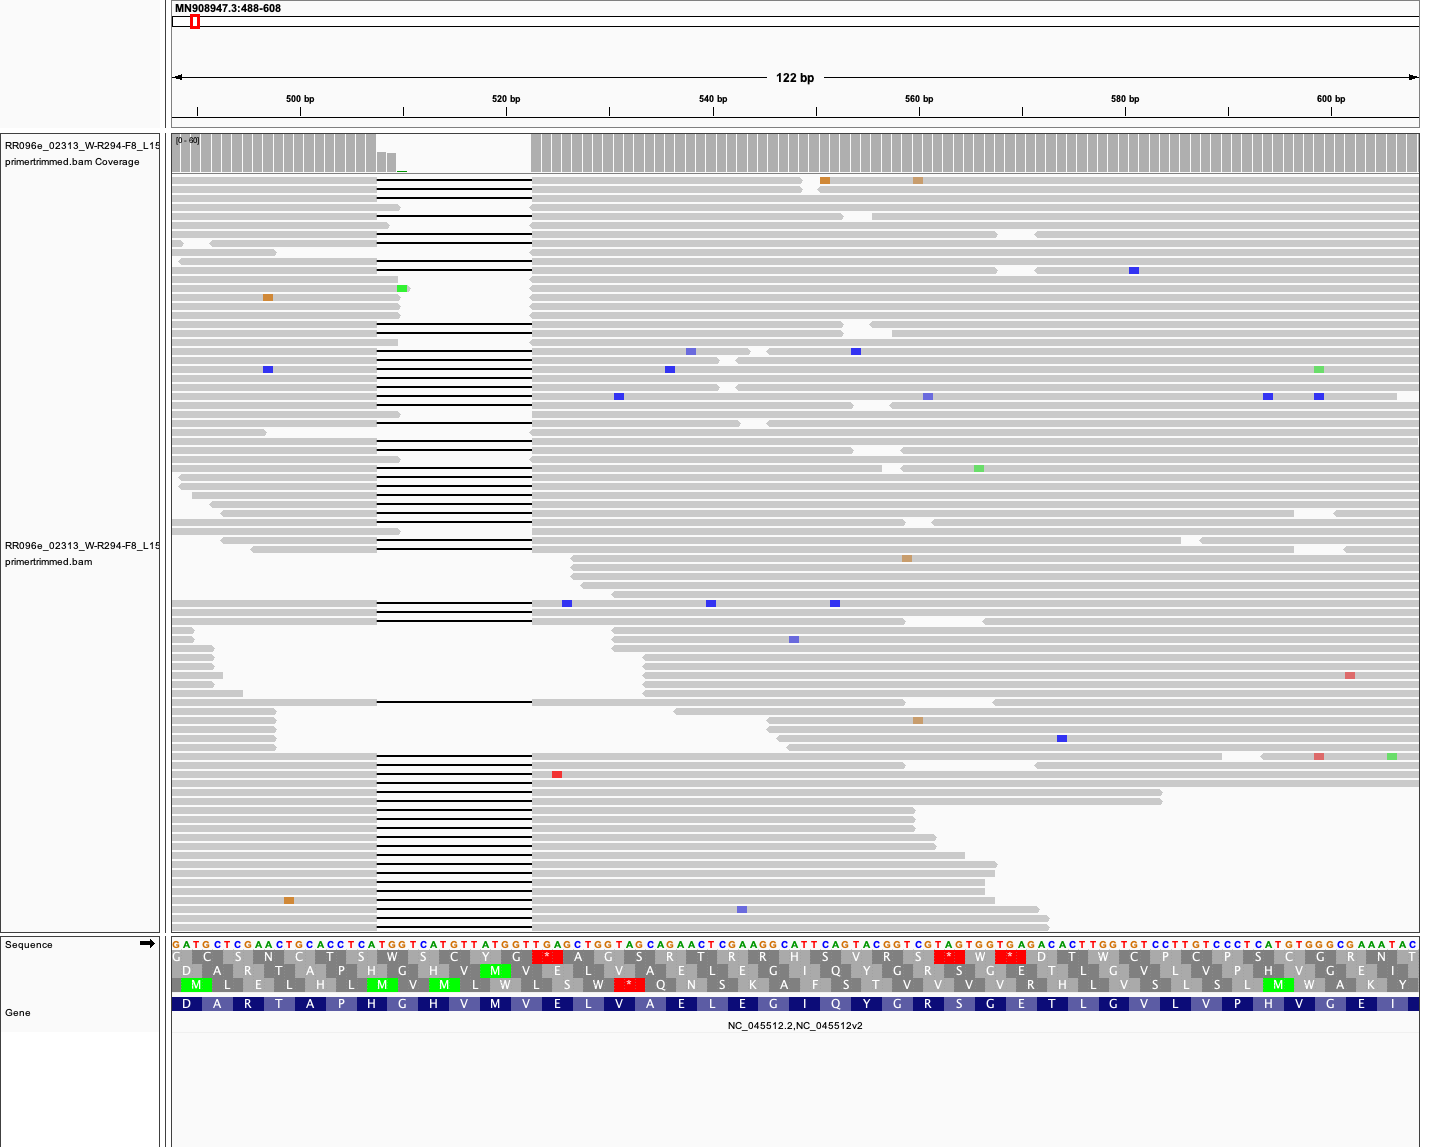 MN908947.3:488-608
122 bp
500 bp 520 bp 540 bp 560 bp 580 bp 600 bp
RR096e_02313_W-R294-F8_L15
primertrimmed.bam Coverage
[0 - 60]
RR096e_02313_W-R294-F8_L15
primertrimmed.bam
Sequence
GATGCTCGAACTGCACCTCATGGTCATGTTATGGTTGAGCTGGTAGCAGAACTCGAAGGCATTCAGTACGGTCGTAGTGGTGAGACACTTGGTGTCCTTGTCCCTCATGTGGGCGAAATAC
G C S N C T S W S C Y G * A G S R T R R H S V R S * W * D T W C P C P S C G R N T
D A R T A P H G H V M V E L V A E L E G I Q Y G R S G E T L G V L V P H V G E I
M L E L H L M V M L W L S W * Q N S K A F S T V V V V R H L V S L S L M W A K Y
Gene
D A R T A P H G H V M V E L V A E L E G I Q Y G R S G E T L G V L V P H V G E I
NC_045512.2,NC_045512v2